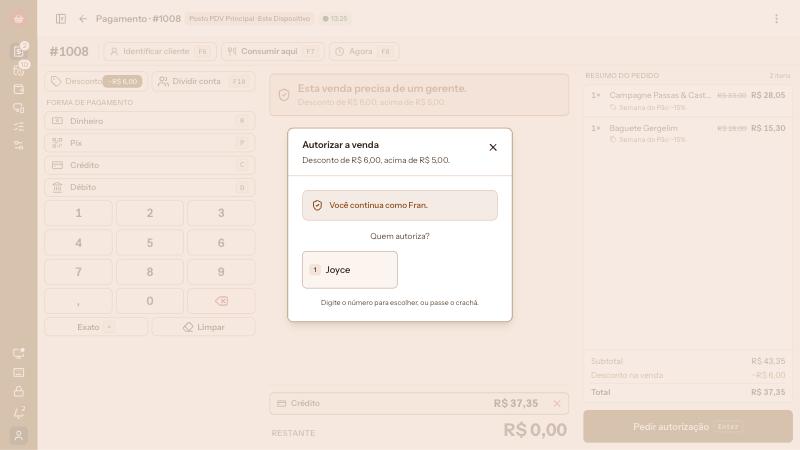 Pagamento · #1008
Posto PDV Principal · Este Dispositivo
13:25
2
10
#1008
Identificar cliente F6
Consumir aqui F7
Agora F8
Desconto −R$ 6,00
Dividir conta F10
FORMA DE PAGAMENTO
Dinheiro R
Pix P
Crédito C
Débito D
1 2 3
4 5 6
7 8 9
, 0
Exato
Limpar
Esta venda precisa de um gerente.
Desconto de R$ 6,00, acima de R$ 5,00.
Autorizar a venda
Desconto de R$ 6,00, acima de R$ 5,00.
Você continua como Fran.
Quem autoriza?
1 Joyce
Digite o número para escolher, ou passe o crachá.
Crédito R$ 37,35
RESTANTE R$ 0,00
RESUMO DO PEDIDO 2 itens
1× Campagne Passas & Cast... R$ 33,00 R$ 28,05
Semana do Pão −15%
1× Baguete Gergelim R$ 18,00 R$ 15,30
Semana do Pão −15%
Subtotal R$ 43,35
Desconto na venda −R$ 6,00
Total R$ 37,35
Pedir autorização Enter